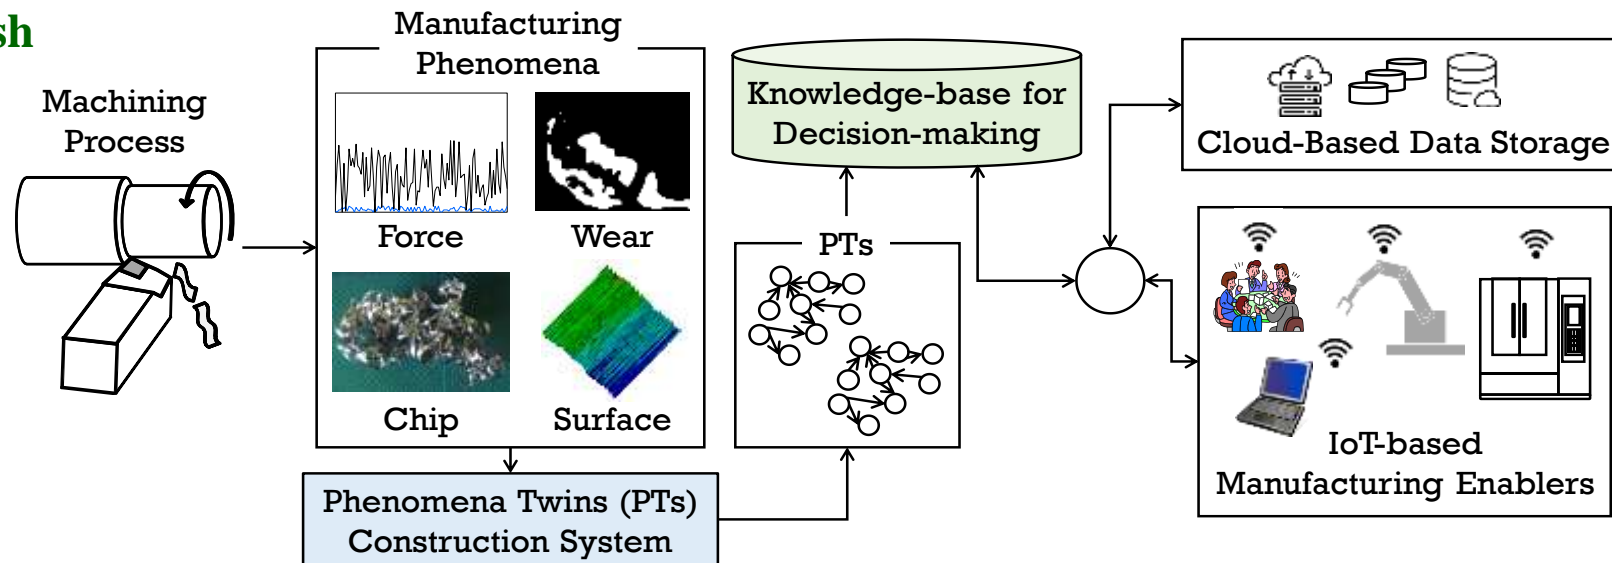 sh
Machining
Process
Manufacturing
Phenomena
Force
Wear
Chip
Surface
Phenomena Twins (PTs)
Construction System
PTs
Knowledge-base for
Decision-making
Cloud-Based Data Storage
IoT-based
Manufacturing Enablers